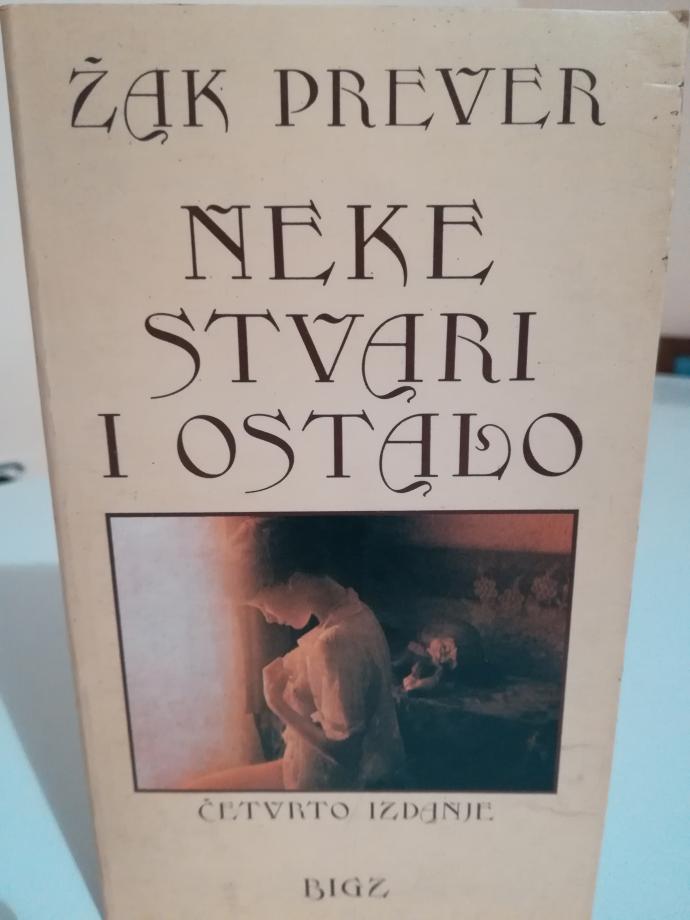 ŽAK PREVER
NEKE
STVARI
I OSTALO
ČETVRTO IZDANJE
BIGZ